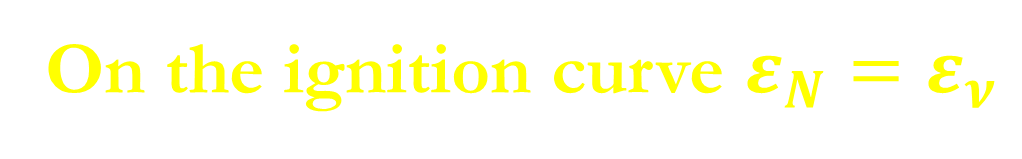 On the ignition curve ε_N = ε_ν